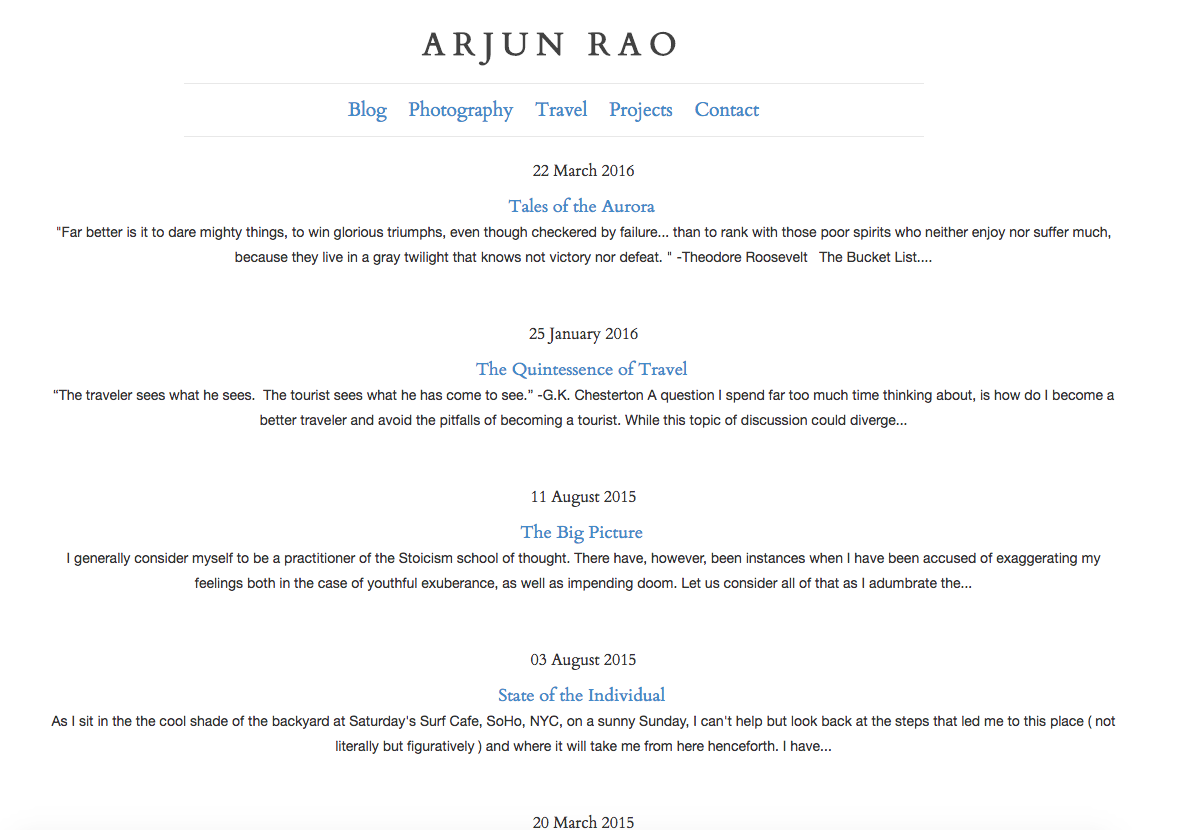 ARJUN RAO
Blog Photography Travel Projects Contact
22 March 2016
Tales of the Aurora
"Far better is it to dare mighty things, to win glorious triumphs, even though checkered by failure... than to rank with those poor spirits who neither enjoy nor suffer much,
because they live in a gray twilight that knows not victory nor defeat. " -Theodore Roosevelt   The Bucket List....
25 January 2016
The Quintessence of Travel
“The traveler sees what he sees.  The tourist sees what he has come to see.” -G.K. Chesterton A question I spend far too much time thinking about, is how do I become a
better traveler and avoid the pitfalls of becoming a tourist. While this topic of discussion could diverge...
11 August 2015
The Big Picture
I generally consider myself to be a practitioner of the Stoicism school of thought. There have, however, been instances when I have been accused of exaggerating my
feelings both in the case of youthful exuberance, as well as impending doom. Let us consider all of that as I adumbrate the...
03 August 2015
State of the Individual
As I sit in the the cool shade of the backyard at Saturday's Surf Cafe, SoHo, NYC, on a sunny Sunday, I can't help but look back at the steps that led me to this place ( not
literally but figuratively ) and where it will take me from here henceforth. I have...
20 March 2015